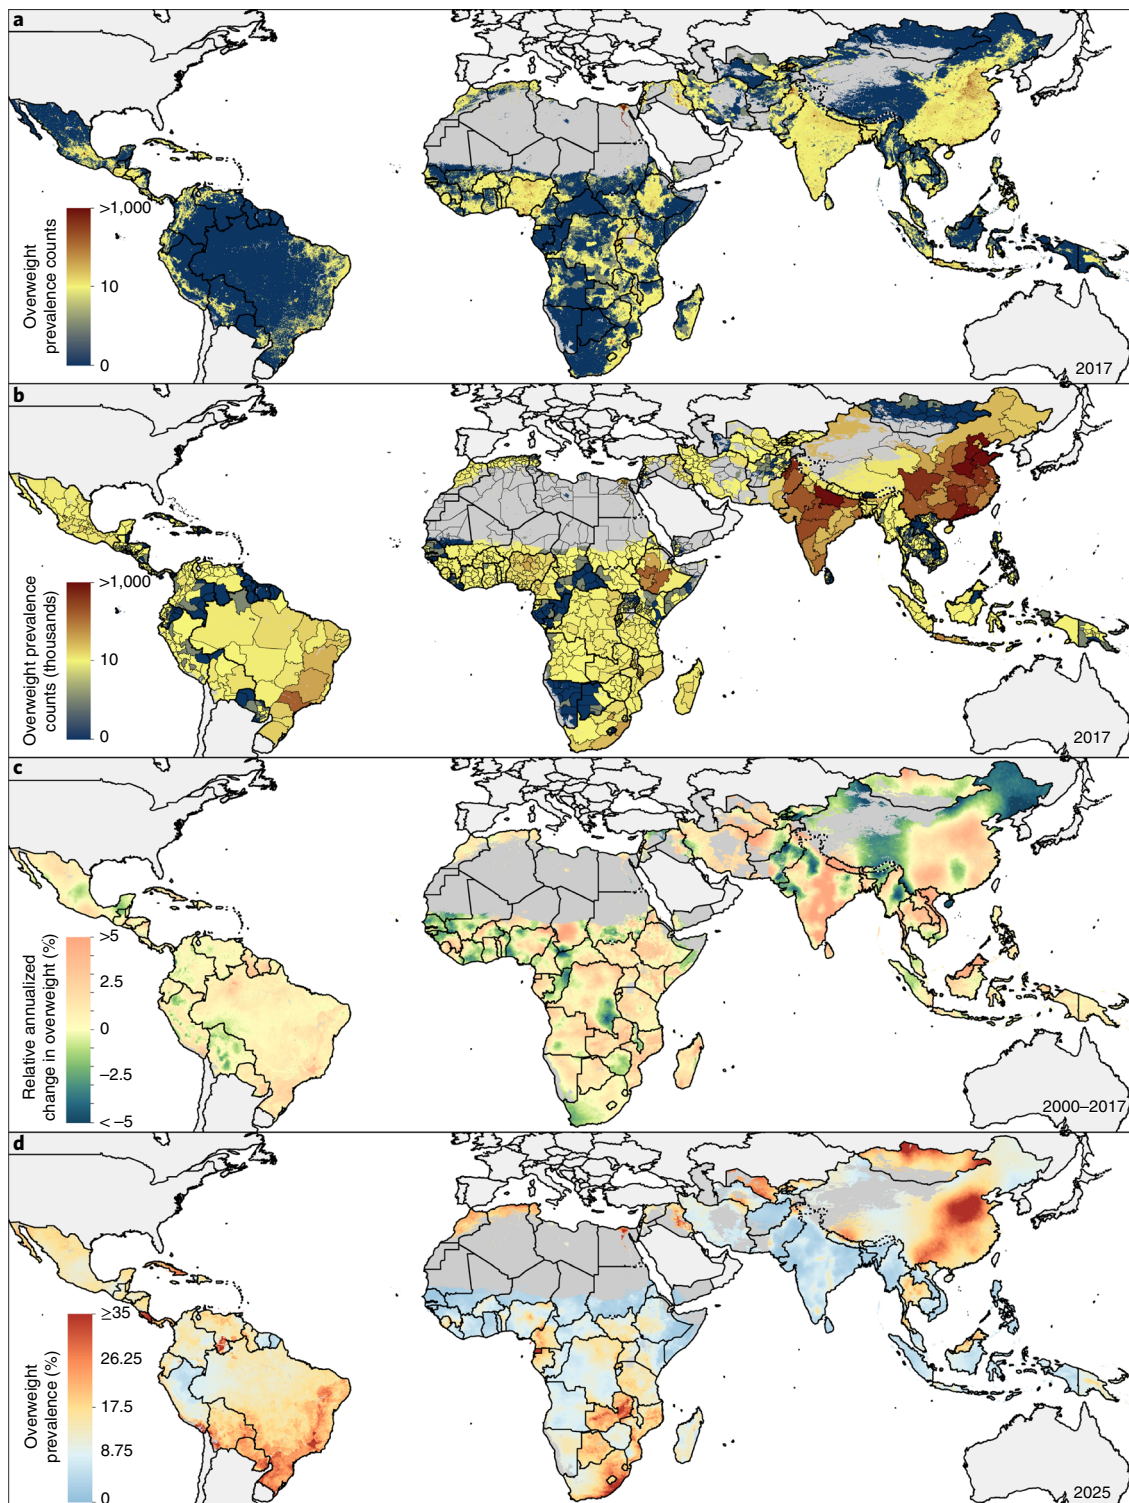 a
Overweight
prevalence counts
>1,000
10
0
2017
b
Overweight prevalence
counts (thousands)
>1,000
10
0
2017
c
Relative annualized
change in overweight (%)
>5
2.5
0
−2.5
< −5
2000–2017
d
Overweight
prevalence (%)
≥35
26.25
17.5
8.75
0
2025